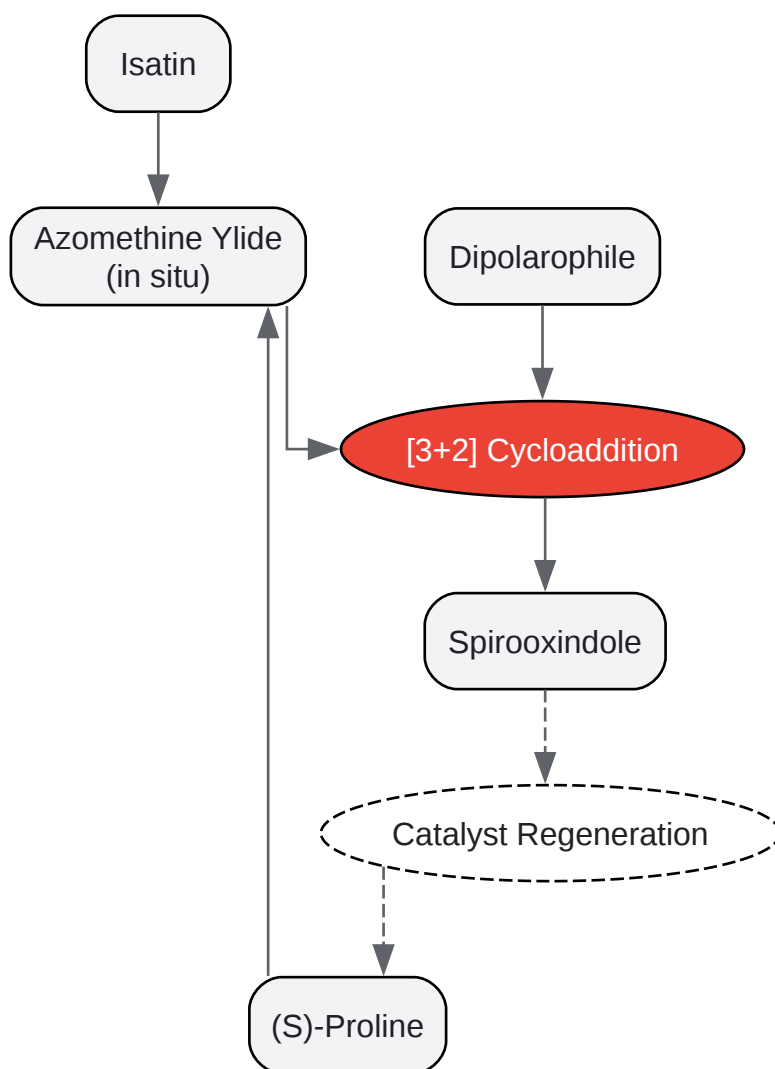 Isatin
Azomethine Ylide
(in situ)
Dipolarophile
[3+2] Cycloaddition
Spirooxindole
Catalyst Regeneration
(S)-Proline